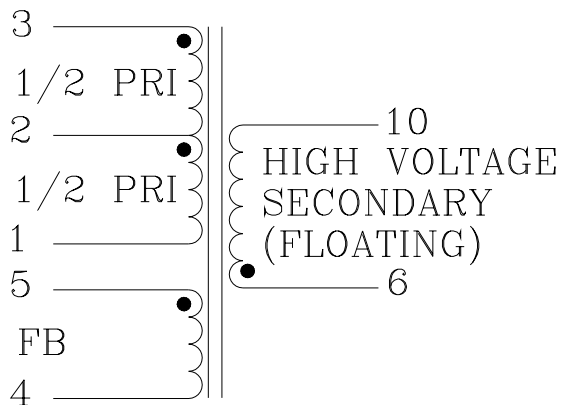 3
1/2 PRI
2
1/2 PRI
1
5
FB
4
10
HIGH VOLTAGE
SECONDARY
(FLOATING)
6